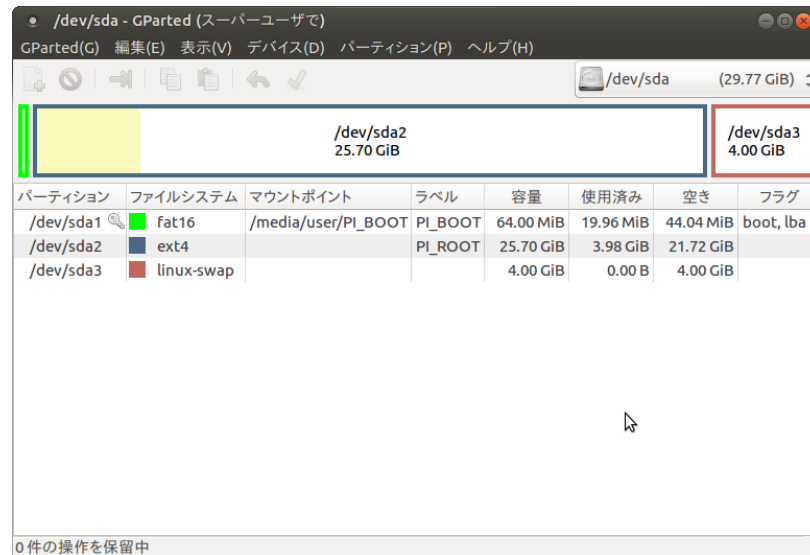 /dev/sda - GParted (スーパーユーザで)
GParted(G) 編集(E) 表示(V) デバイス(D) パーティション(P) ヘルプ(H)
/dev/sda (29.77 GiB)
/dev/sda2
25.70 GiB
/dev/sda3
4.00 GiB
パーティション ファイルシステム マウントポイント ラベル 容量 使用済み 空き フラグ
/dev/sda1 fat16 /media/user/PI_BOOT PI_BOOT 64.00 MiB 19.96 MiB 44.04 MiB boot, lba
/dev/sda2 ext4 PI_ROOT 25.70 GiB 3.98 GiB 21.72 GiB
/dev/sda3 linux-swap 4.00 GiB 0.00 B 4.00 GiB
0 件の操作を保留中